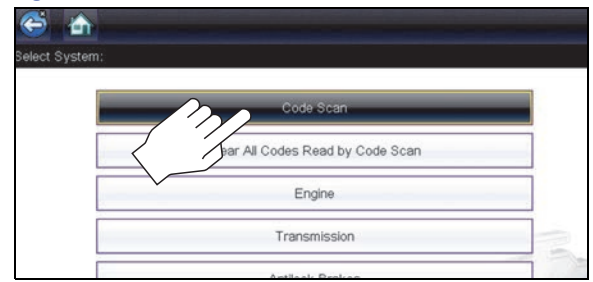 Select System:
Code Scan
ear All Codes Read by Code Scan
Engine
Transmission